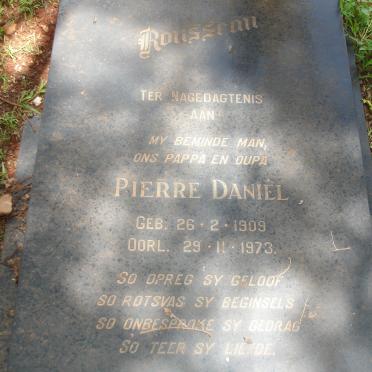 Rousseau
TER NAGEDAGTENIS
AAN
MY BEMINDE MAN,
ONS PAPPA EN OUPA
PIERRE DANIËL
GEB. 26 · 2 · 1909
OORL. 29 · 11 · 1973.
SO OPREG SY GELOOF
SO ROTSVAS SY BEGINSELS
SO ONBESPROKE SY GEDRAG
SO TEER SY LIEFDE.